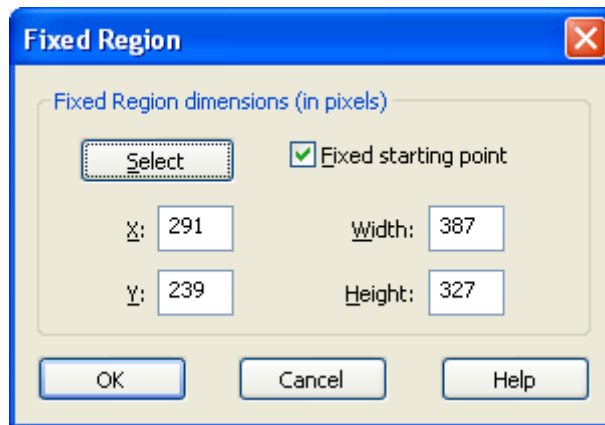 Fixed Region
Fixed Region dimensions (in pixels)
Select
Fixed starting point
X: 291
Width: 387
Y: 239
Height: 327
OK
Cancel
Help